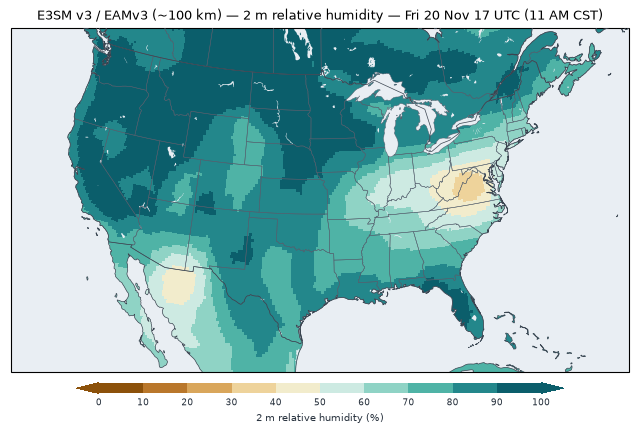 E3SM v3 / EAMv3 (~100 km) — 2 m relative humidity — Fri 20 Nov 17 UTC (11 AM CST)
0 10 20 30 40 50 60 70 80 90 100
2 m relative humidity (%)